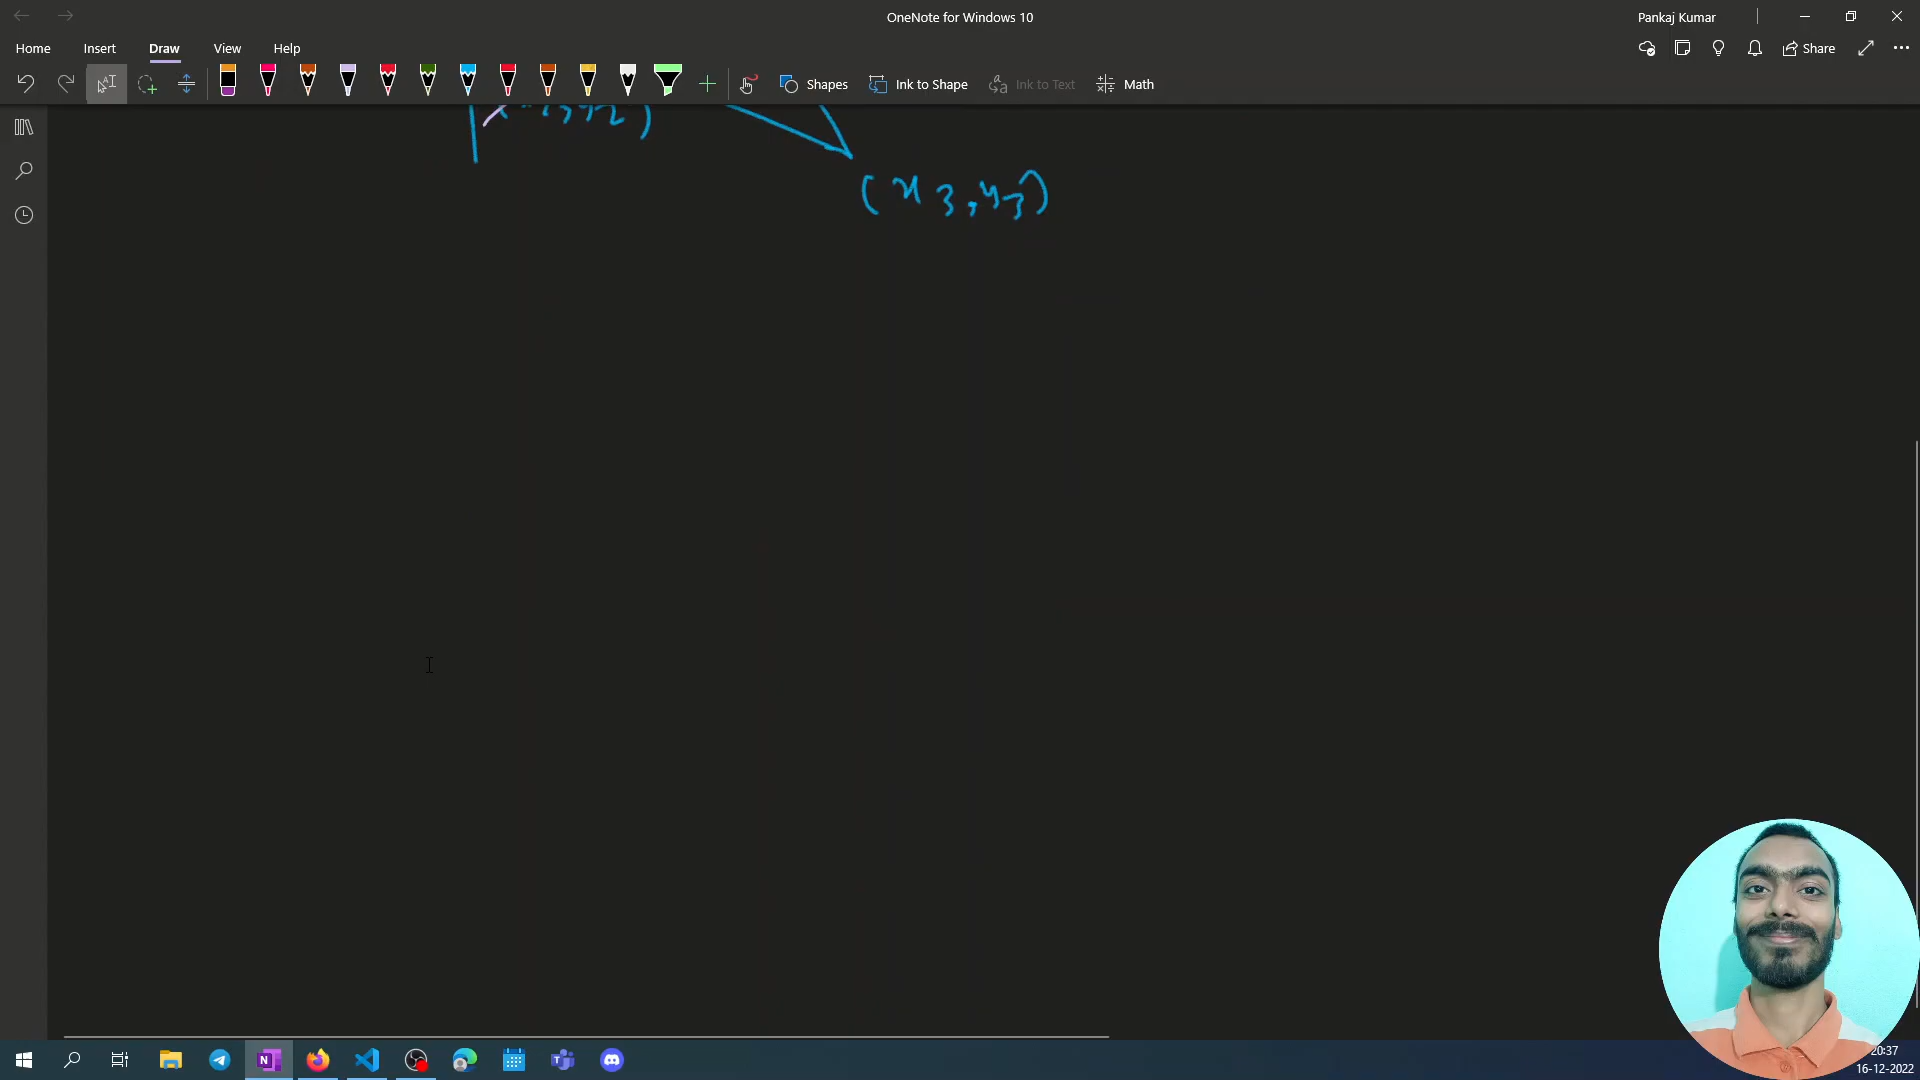 OneNote for Windows 10
Pankaj Kumar
Home Insert Draw View Help
Share
Shapes Ink to Shape Ink to Text Math
(x3,y3)
20:37
16-12-2022